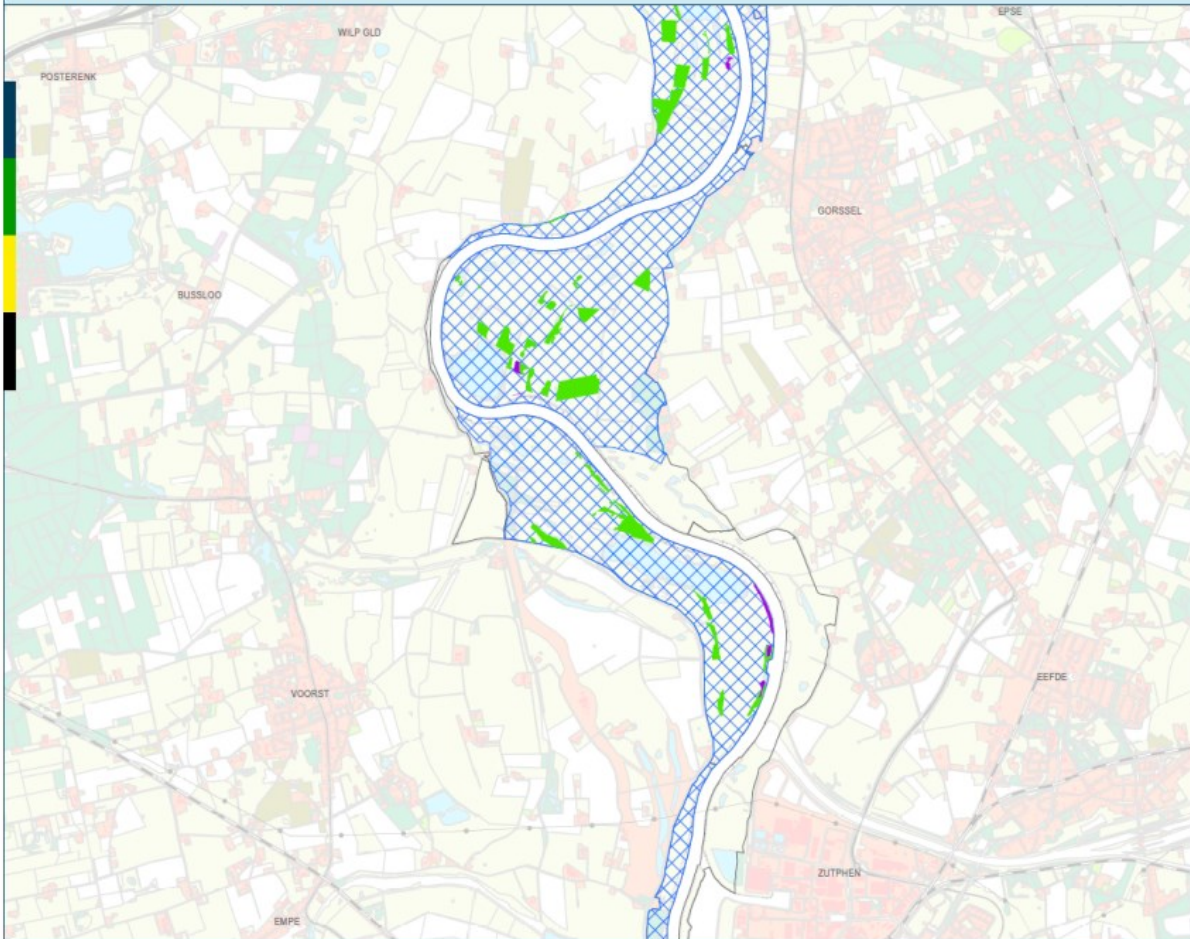 EPSE
WILP GLD
POSTERENK
GORSSEL
BUSSLOO
EEFDE
VOORST
ZUTPHEN
EMPE